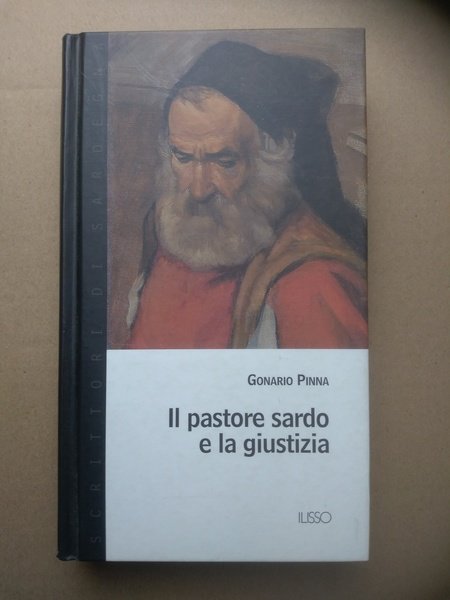 GONARIO PINNA
Il pastore sardo
e la giustizia
ILISSO
SCRITTORI DI SARDEGNA